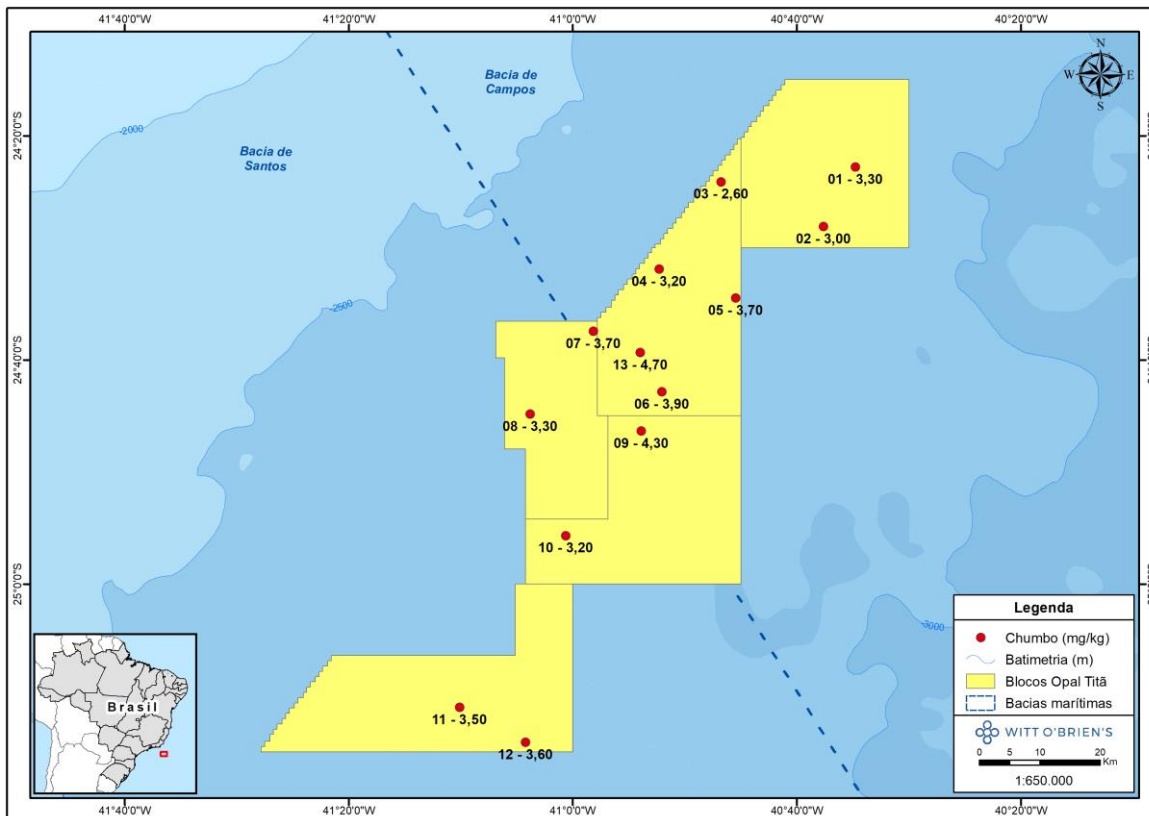 41°40'0"W
41°20'0"W
41°0'0"W
40°40'0"W
40°20'0"W
N
W
E
S
Bacia de
Campos
-2000
24°20'0"S
Bacia de
Santos
01 - 3,30
03 - 2,60
02 - 3,00
04 - 3,20
-2500
05 - 3,70
07 - 3,70
24°40'0"S
13 - 4,70
06 - 3,90
08 - 3,30
09 - 4,30
10 - 3,20
25°0'0"S
-3000
11 - 3,50
12 - 3,60
Brasil
Legenda
Chumbo (mg/kg)
Batimetria (m)
Blocos Opal Titã
Bacias marítimas
WITT O'BRIEN'S
0 5 10 20
Km
1:650.000
41°40'0"W
41°20'0"W
41°0'0"W
40°40'0"W
40°20'0"W